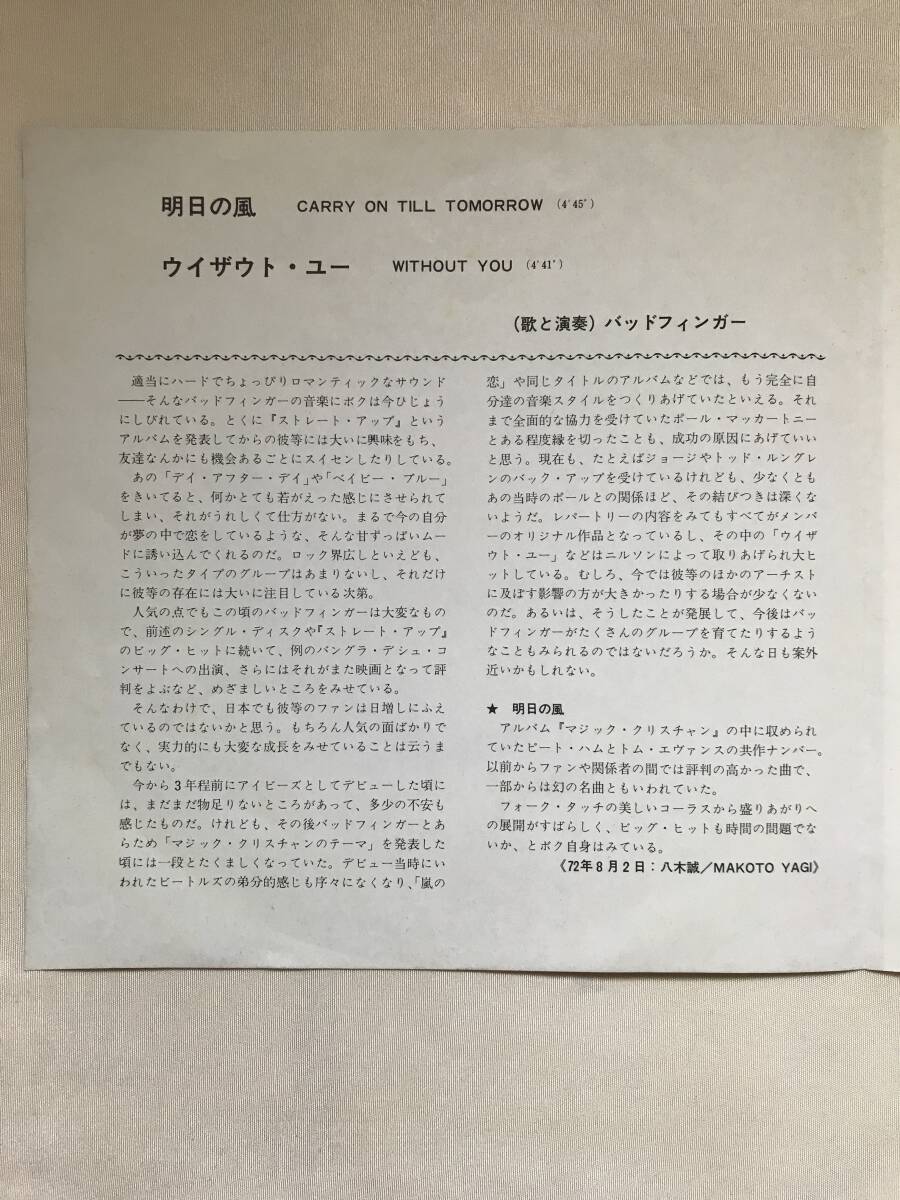 明日の風 CARRY ON TILL TOMORROW (4'45")
ウイザウト・ユー WITHOUT YOU (4'41")
(歌と演奏) バッドフィンガー
適当にハードでちょっぴりロマンティックなサウンド
——そんなバッドフィンガーの音楽にボクは今ひじょう
にしびれている。とくに『ストレート・アップ』という
アルバムを発表してからの彼等には大いに興味をもち、
友達なんかにも機会あるごとにスイセンしたりしている。
あの「デイ・アフター・デイ」や「ベイビー・ブルー」
をきいてると、何かとても若がえった感じにさせられて
しまい、それがうれしくて仕方がない。まるで今の自分
が夢の中で恋をしているような、そんな甘ずっぱいムー
ドに誘い込んでくれるのだ。ロック界広しといえども、
こういったタイプのグループはあまりないし、それだけ
に彼等の存在には大いに注目している次第。
人気の点でもこの頃のバッドフィンガーは大変なもの
で、前述のシングル・ディスクや『ストレート・アップ』
のビッグ・ヒットに続いて、例のバングラ・デシュ・コ
ンサートへの出演、さらにはそれがまた映画となって評
判をよぶなど、めざましいところをみせている。
そんなわけで、日本でも彼等のファンは日増しにふえ
ているのではないかと思う。もちろん人気の面ばかりで
なく、実力的にも大変な成長をみせていることは云うま
でもない。
今から3年程前にアイビーズとしてデビューした頃に
は、まだまだ物足りないところがあって、多少の不安も
感じたものだ。けれども、その後バッドフィンガーとあ
らため「マジック・クリスチャンのテーマ」を発表した
頃には一段とたくましくなっていた。デビュー当時にい
われたビートルズの弟分的感じも序々になくなり、「嵐の
恋」や同じタイトルのアルバムなどでは、もう完全に自
分達の音楽スタイルをつくりあげていたといえる。それ
まで全面的な協力を受けていたポール・マッカートニー
とある程度縁を切ったことも、成功の原因にあげていい
と思う。現在も、たとえばジョージやトッド・ルングレ
ンのバック・アップを受けているけれども、少なくとも
あの当時のポールとの関係ほど、その結びつきは深くな
いようだ。レパートリーの内容をみてもすべてがメンバ
ーのオリジナル作品となっているし、その中の「ウイザ
ウト・ユー」などはニルソンによって取りあげられ大ヒ
ットしている。むしろ、今では彼等のほかのアーチスト
に及ぼす影響の方が大きかったりする場合が少なくない
のだ。あるいは、そうしたことが発展して、今後はバッ
ドフィンガーがたくさんのグループを育てたりするよう
なこともみられるのではないだろうか。そんな日も案外
近いかもしれない。
★ 明日の風
アルバム『マジック・クリスチャン』の中に収められ
ていたピート・ハムとトム・エヴァンスの共作ナンバー。
以前からファンや関係者の間では評判の高かった曲で、
一部からは幻の名曲ともいわれていた。
フォーク・タッチの美しいコーラスから盛りあがりへ
の展開がすばらしく、ビッグ・ヒットも時間の問題でな
いか、とボク自身はみている。
《72年8月2日：八木誠／MAKOTO YAGI》